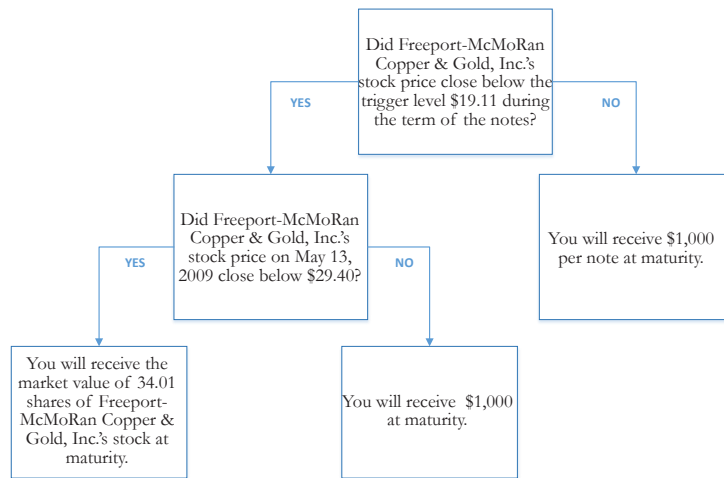 Did Freeport-McMoRan
Copper & Gold, Inc.'s
stock price close below the
trigger level $19.11 during
the term of the notes?
YES
NO
Did Freeport-McMoRan
Copper & Gold, Inc.'s
stock price on May 13,
2009 close below $29.40?
You will receive $1,000
per note at maturity.
YES
NO
You will receive the
market value of 34.01
shares of Freeport-
McMoRan Copper &
Gold, Inc.'s stock at
maturity.
You will receive $1,000
at maturity.